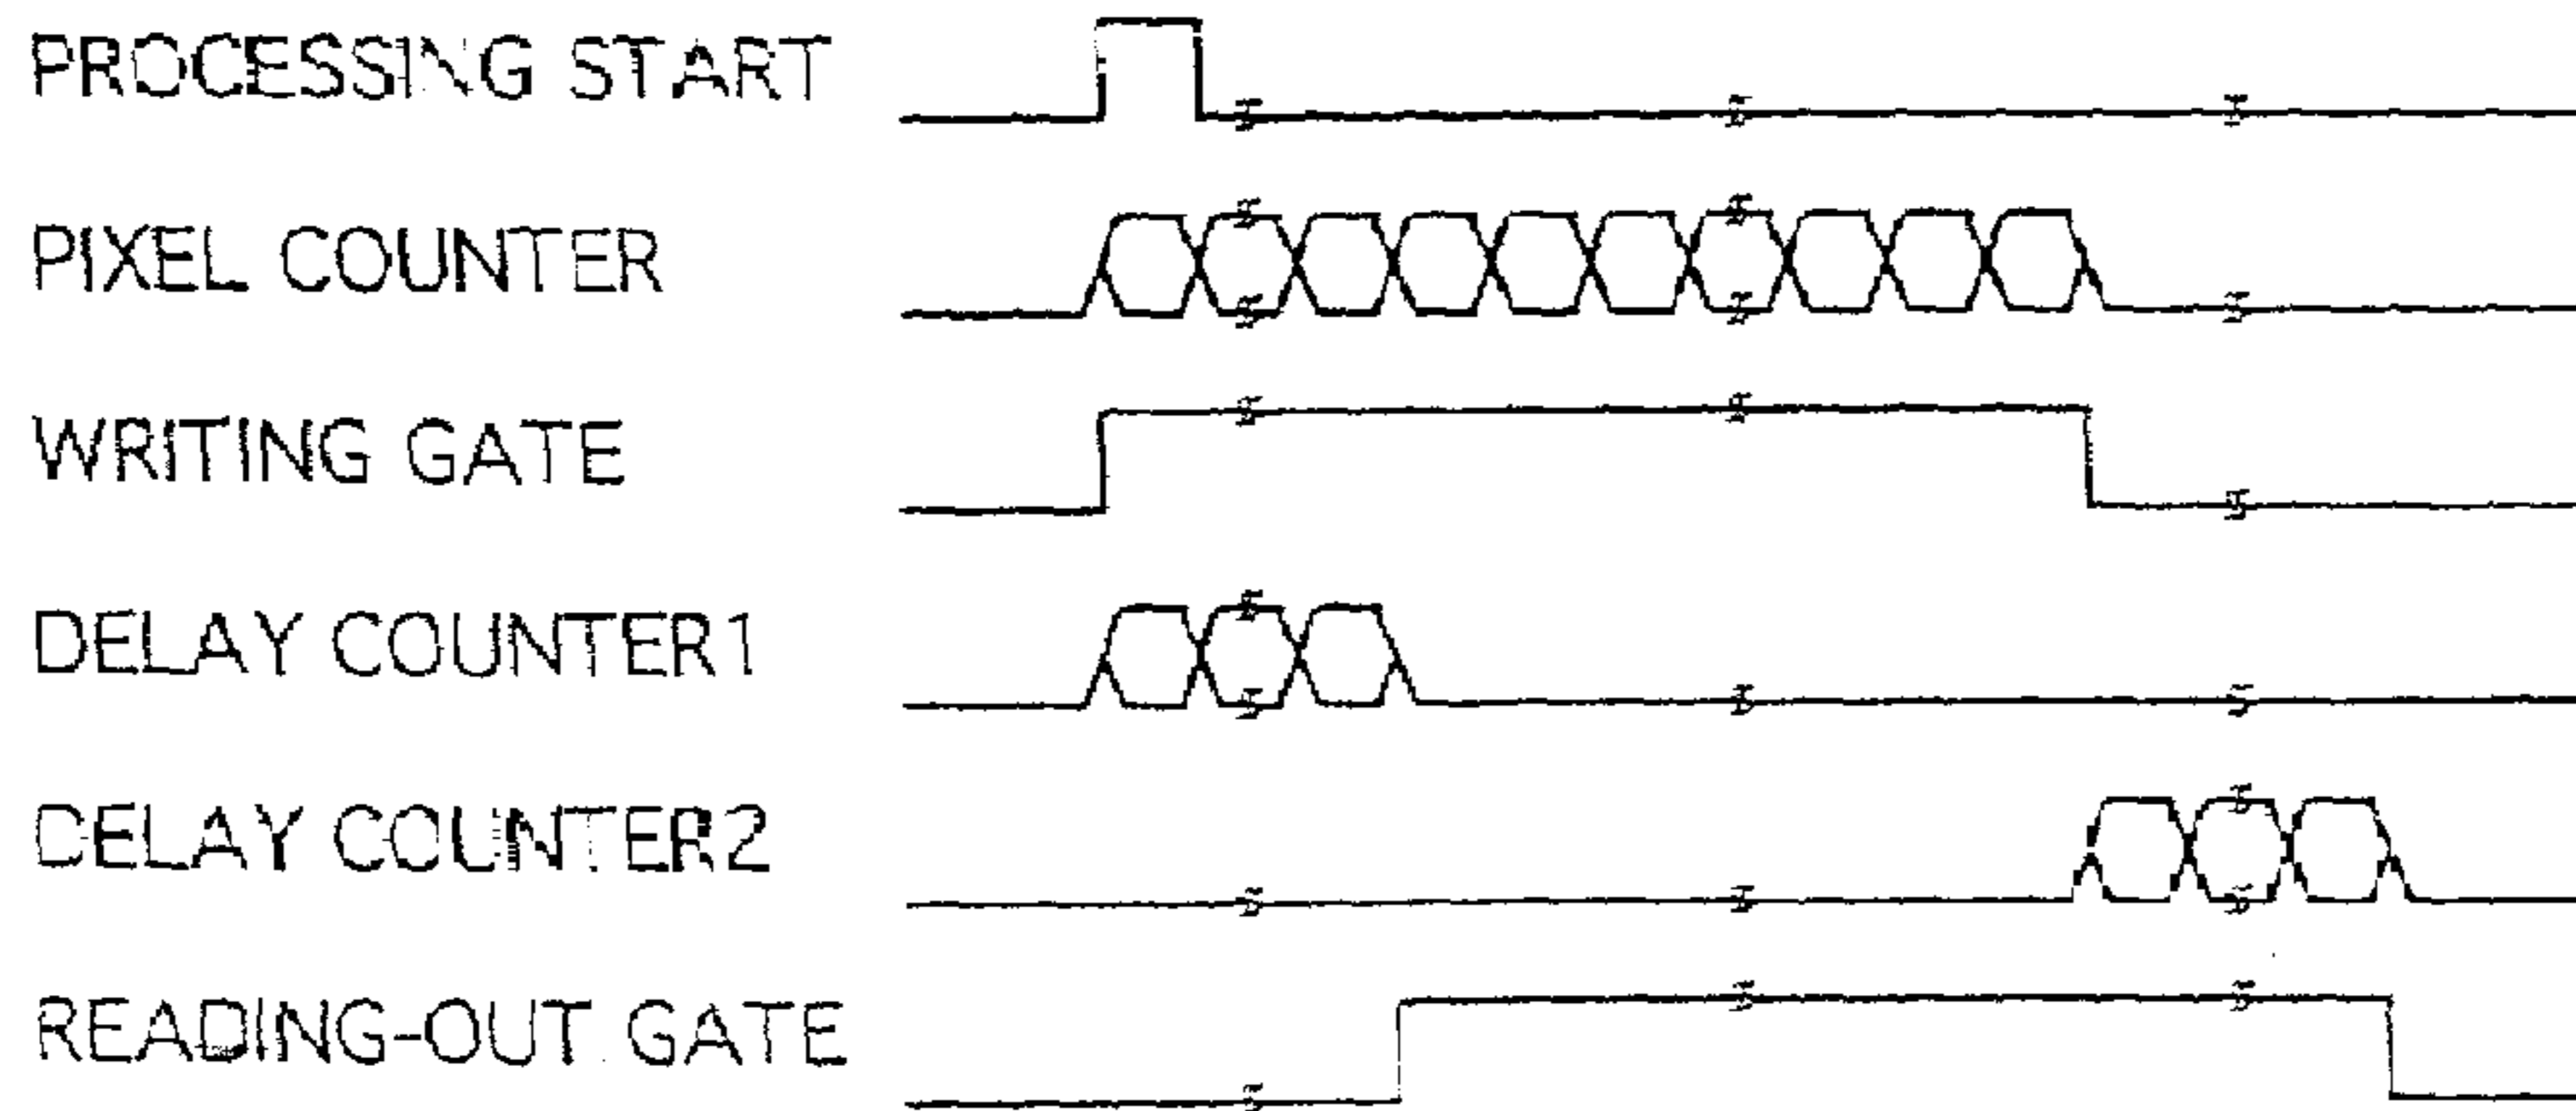 PROCESSING START
PIXEL COUNTER
WRITING GATE
DELAY COUNTER1
DELAY COUNTER2
READING-OUT GATE